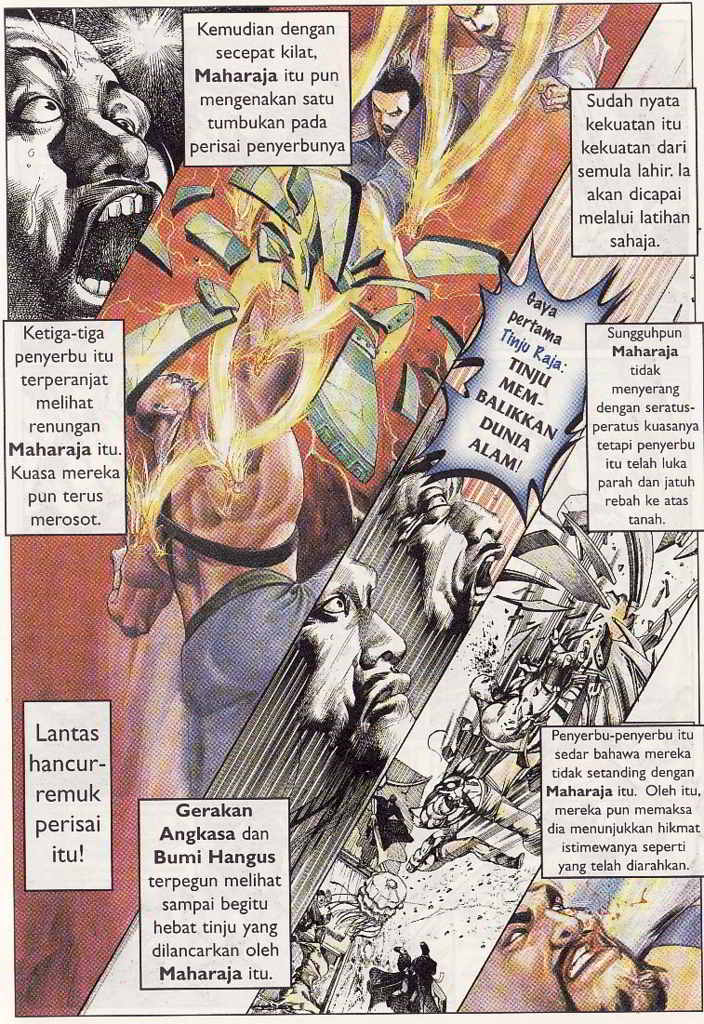 Kemudian dengan
secepat kilat,
Maharaja itu pun
mengenakan satu
tumbukan pada
perisai penyerbunya
Sudah nyata
kekuatan itu
kekuatan dari
semula lahir. Ia
akan dicapai
melalui latihan
sahaja.
Ketiga-tiga
penyerbu itu
terperanjat
melihat
renungan
Maharaja itu.
Kuasa mereka
pun terus
merosot.
Gaya
pertama
Tinju Raja:
TINJU
MEM-
BALIKKAN
DUNIA
ALAM!
Sungguhpun
Maharaja
tidak
menyerang
dengan seratus-
peratus kuasanya
tetapi penyerbu
itu telah luka
parah dan jatuh
rebah ke atas
tanah.
Lantas
hancur-
remuk
perisai
itu!
Gerakan
Angkasa dan
Bumi Hangus
terpegun melihat
sampai begitu
hebat tinju yang
dilancarkan oleh
Maharaja itu.
Penyerbu-penyerbu itu
sedar bahawa mereka
tidak setanding dengan
Maharaja itu. Oleh itu,
mereka pun memaksa
dia menunjukkan hikmat
istimewanya seperti
yang telah diarahkan.